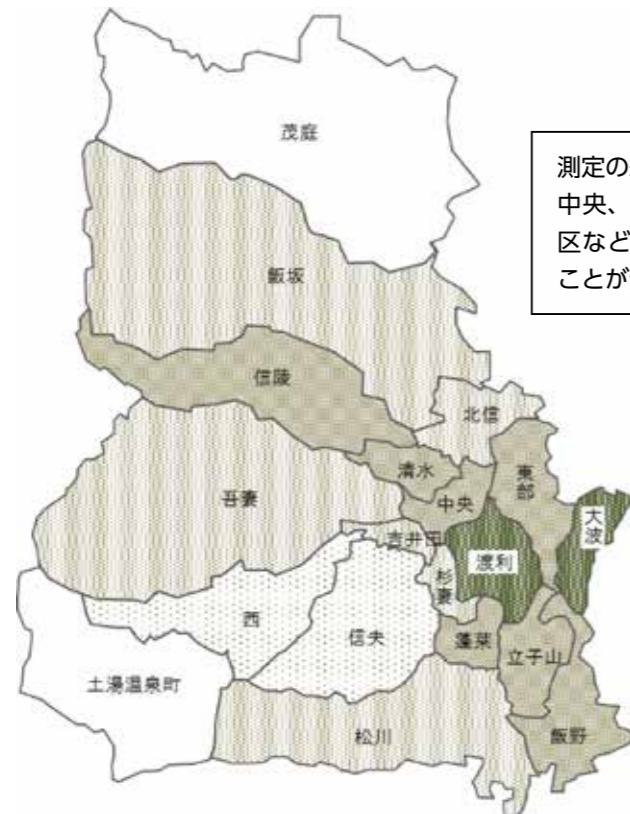 茂庭
測定の
中央、
区など
ことが
飯坂
信陵
北信
清水
東部
中央
吾妻
大波
吉井田
渡利
杉妻
西
信夫
蓬莱
立子山
土湯温泉町
松川
飯野